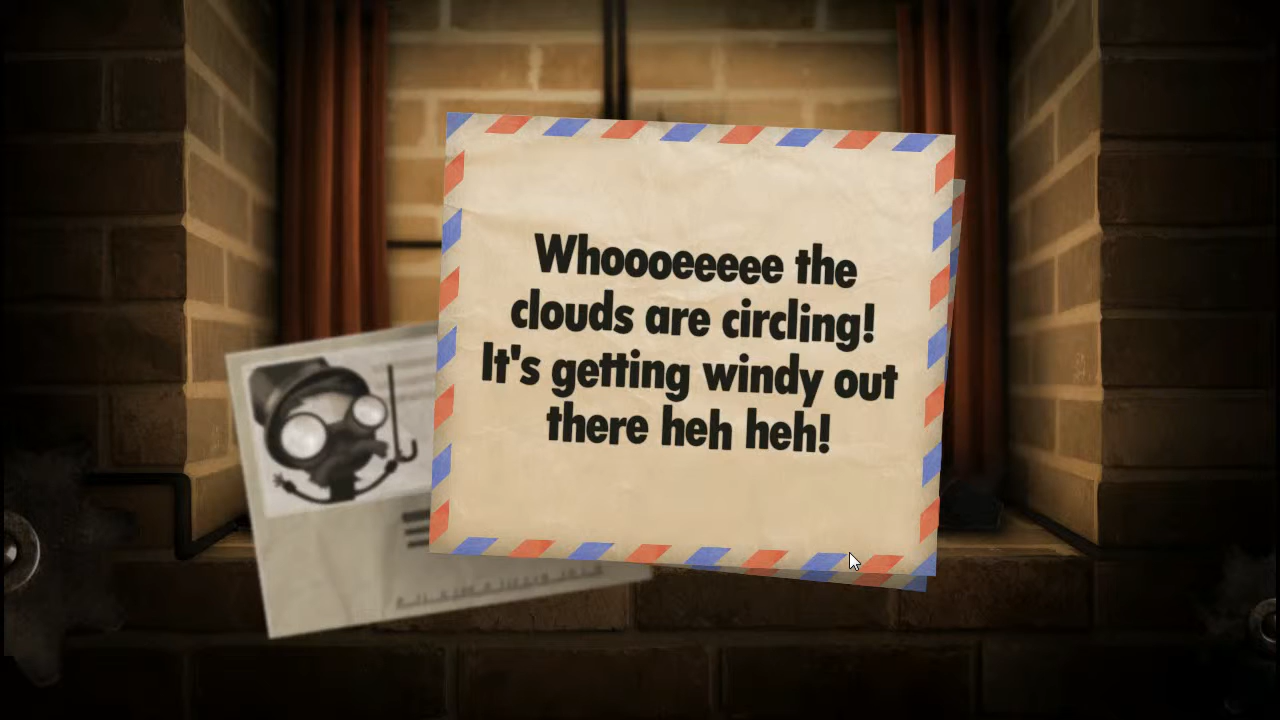 Whoooeeeee the
clouds are circling!
It's getting windy out
there heh heh!